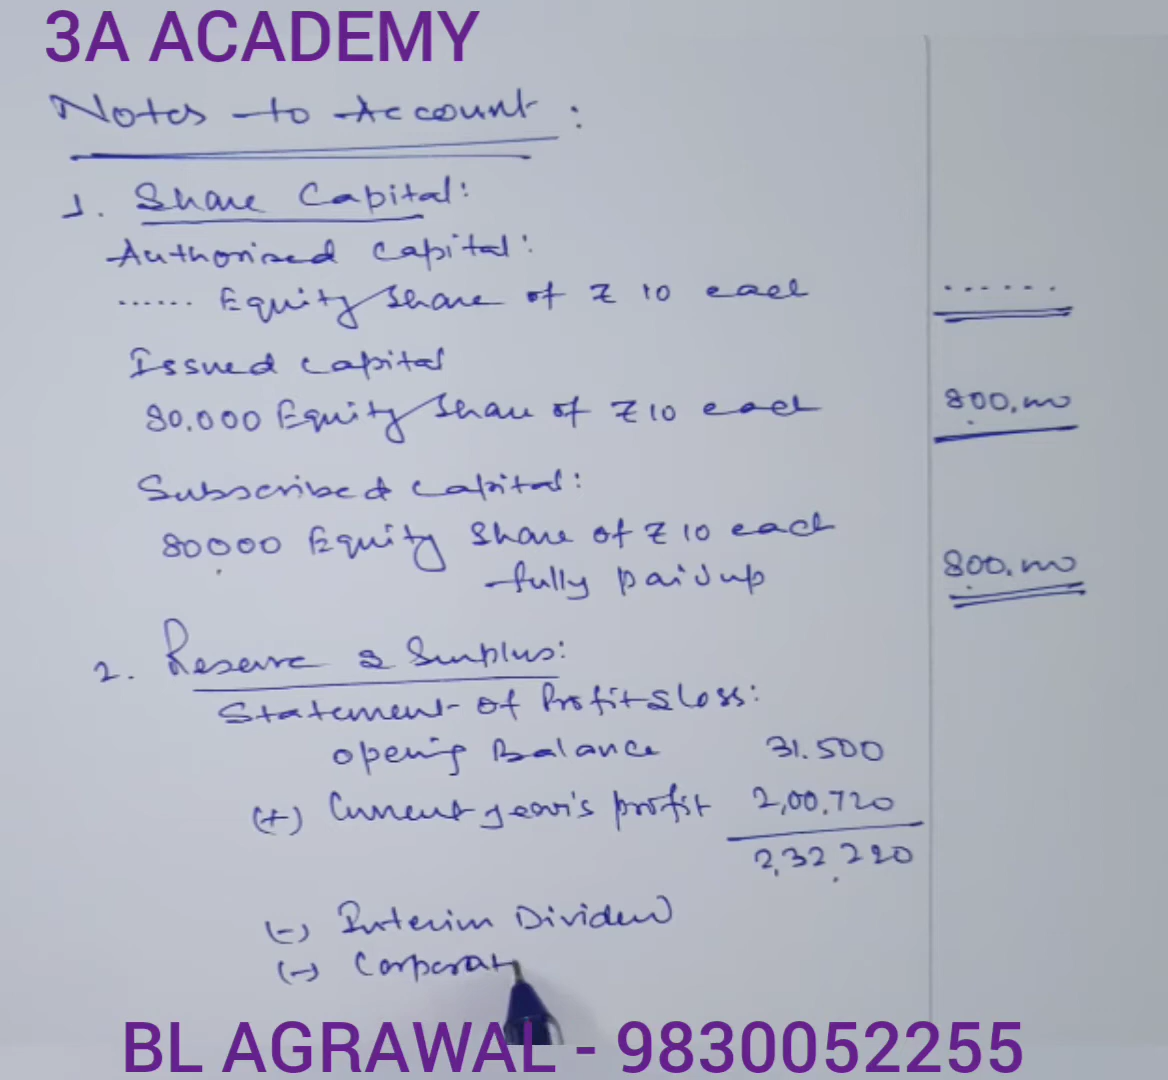 3A ACADEMY
Notes to Account :
1. Share Capital:
Authorised Capital:
...... Equity Share of ₹ 10 each ......
Issued Capital
80,000 Equity Share of ₹10 each 800,000
Subscribed Capital:
80000 Equity Share of ₹ 10 each
fully paid up 800,000
2. Reserve & Surplus:
Statement of Profit & Loss:
Opening Balance 31,500
(+) Current year's profit 2,00,720
2,32,220
(-) Interim Dividend
(-) Corporat
BL AGRAWAL - 9830052255